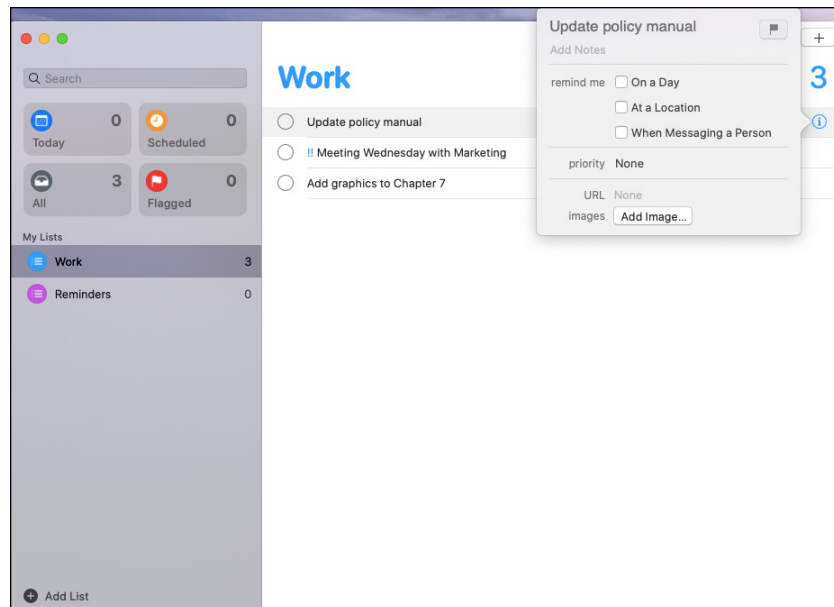 Search
0
Today
0
Scheduled
3
All
0
Flagged
My Lists
Work 3
Reminders 0
Add List
Work
3
Update policy manual
!! Meeting Wednesday with Marketing
Add graphics to Chapter 7
Update policy manual
Add Notes
remind me On a Day
At a Location
When Messaging a Person
priority None
URL None
images Add Image...